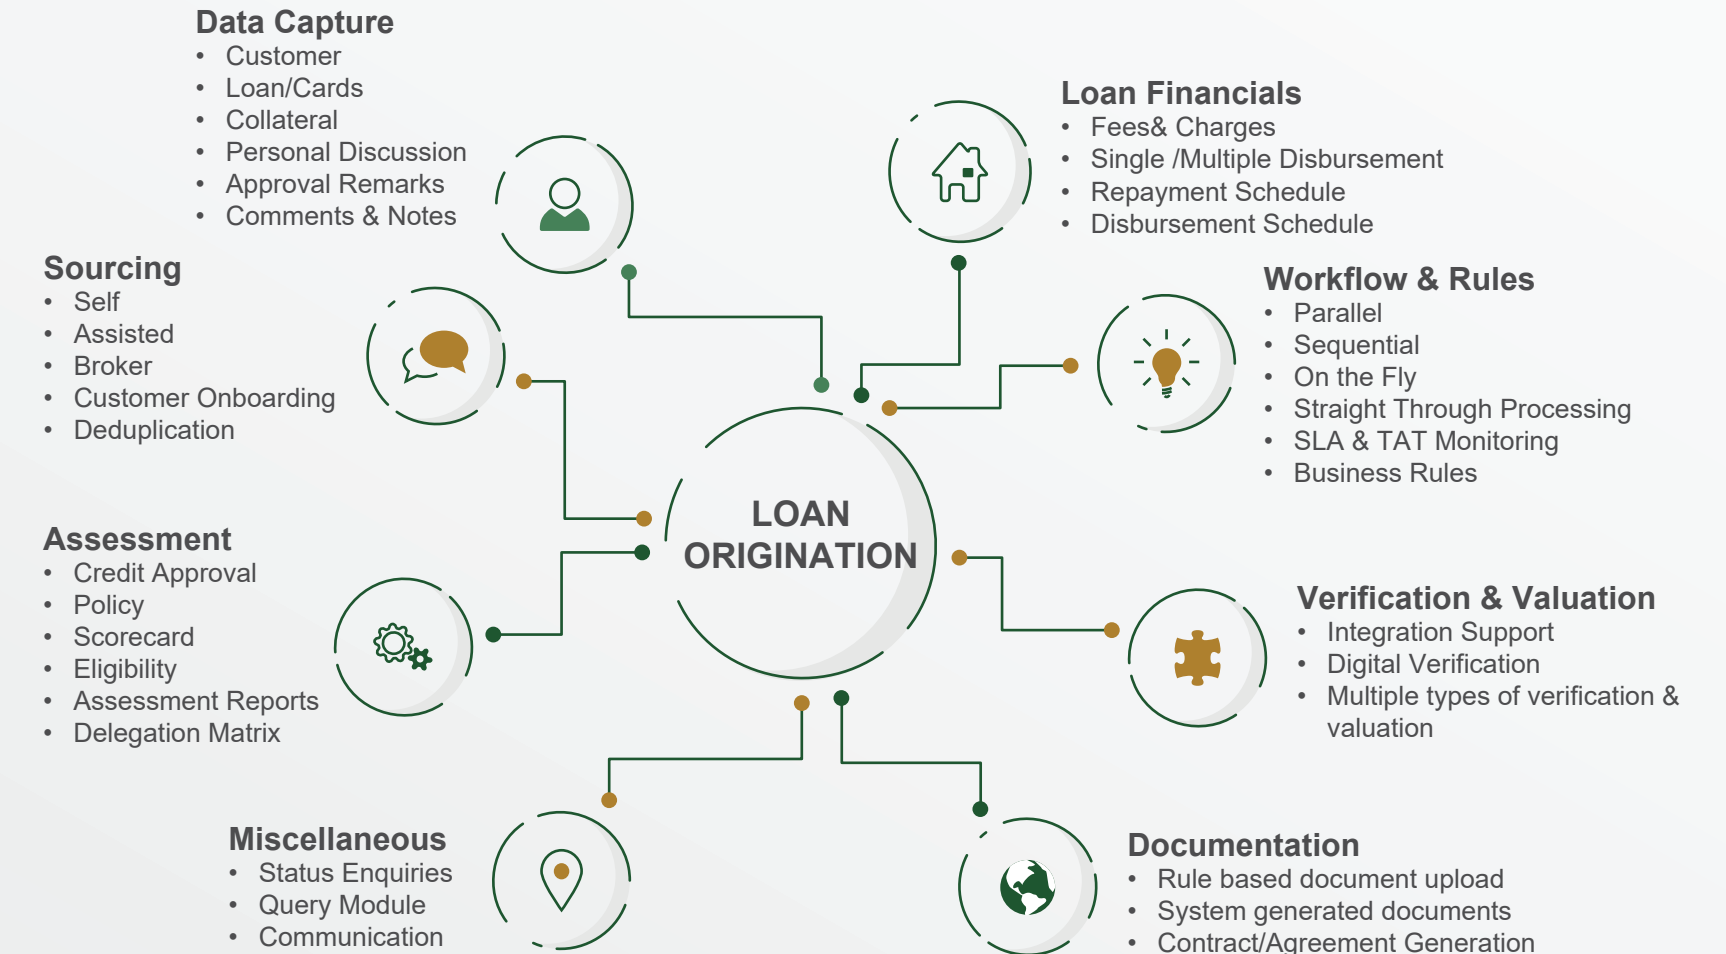 Data Capture
• Customer
• Loan/Cards
• Collateral
• Personal Discussion
• Approval Remarks
• Comments & Notes
Loan Financials
• Fees& Charges
• Single /Multiple Disbursement
• Repayment Schedule
• Disbursement Schedule
Sourcing
• Self
• Assisted
• Broker
• Customer Onboarding
• Deduplication
Workflow & Rules
• Parallel
• Sequential
• On the Fly
• Straight Through Processing
• SLA & TAT Monitoring
• Business Rules
LOAN
ORIGINATION
Assessment
• Credit Approval
• Policy
• Scorecard
• Eligibility
• Assessment Reports
• Delegation Matrix
Verification & Valuation
• Integration Support
• Digital Verification
• Multiple types of verification &
valuation
Miscellaneous
• Status Enquiries
• Query Module
• Communication
Documentation
• Rule based document upload
• System generated documents
• Contract/Agreement Generation